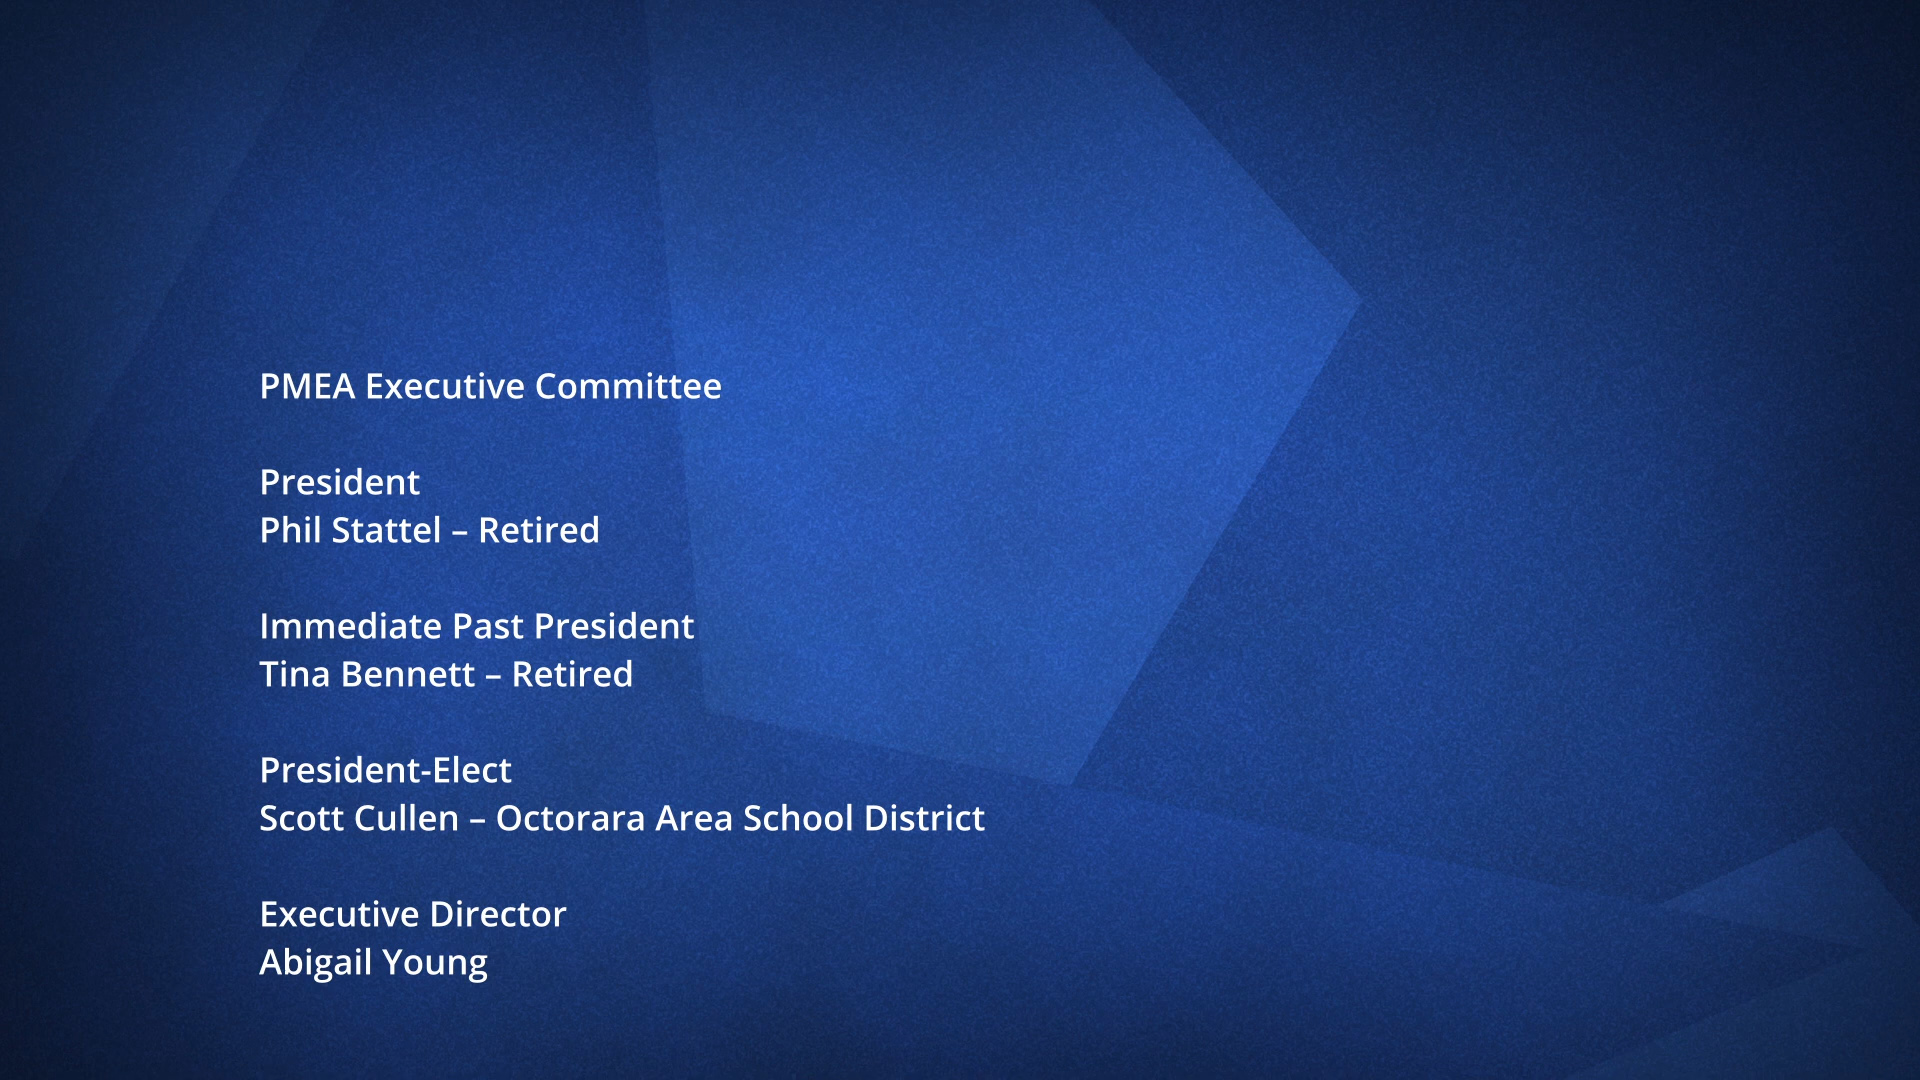 PMEA Executive Committee
President
Phil Stattel – Retired
Immediate Past President
Tina Bennett – Retired
President-Elect
Scott Cullen – Octorara Area School District
Executive Director
Abigail Young